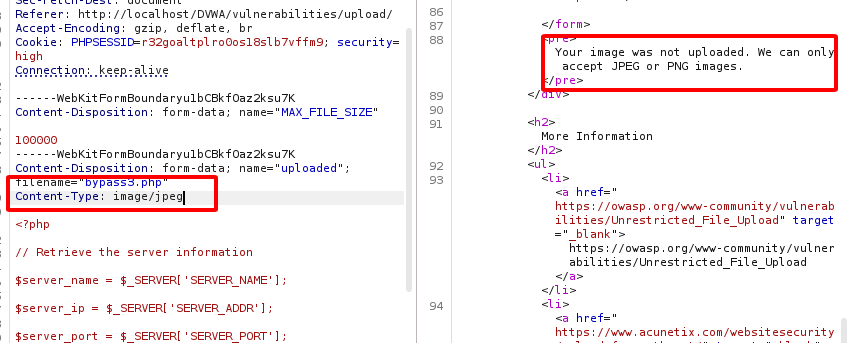 Sec-Fetch-Dest: document
Referer: http://localhost/DVWA/vulnerabilities/upload/
Accept-Encoding: gzip, deflate, br
Cookie: PHPSESSID=r32goaltplro0os18slb7vffm9; security=
high
Connection: keep-alive
------WebKitFormBoundaryu1bCBkfOaz2ksu7K
Content-Disposition: form-data; name="MAX_FILE_SIZE"
100000
------WebKitFormBoundaryu1bCBkfOaz2ksu7K
Content-Disposition: form-data; name="uploaded";
filename="bypass3.php"
Content-Type: image/jpeg
<?php
// Retrieve the server information
$server_name = $_SERVER['SERVER_NAME'];
$server_ip = $_SERVER['SERVER_ADDR'];
$server_port = $_SERVER['SERVER_PORT'];
86
87 </form>
88 <pre>
Your image was not uploaded. We can only
accept JPEG or PNG images.
</pre>
89 </div>
90
91 <h2>
More Information
</h2>
92 <ul>
93 <li>
<a href="
https://owasp.org/www-community/vulnerab
ilities/Unrestricted_File_Upload" target
="_blank">
https://owasp.org/www-community/vulner
abilities/Unrestricted_File_Upload
</a>
</li>
94 <li>
<a href="
https://www.acunetix.com/websitesecurity